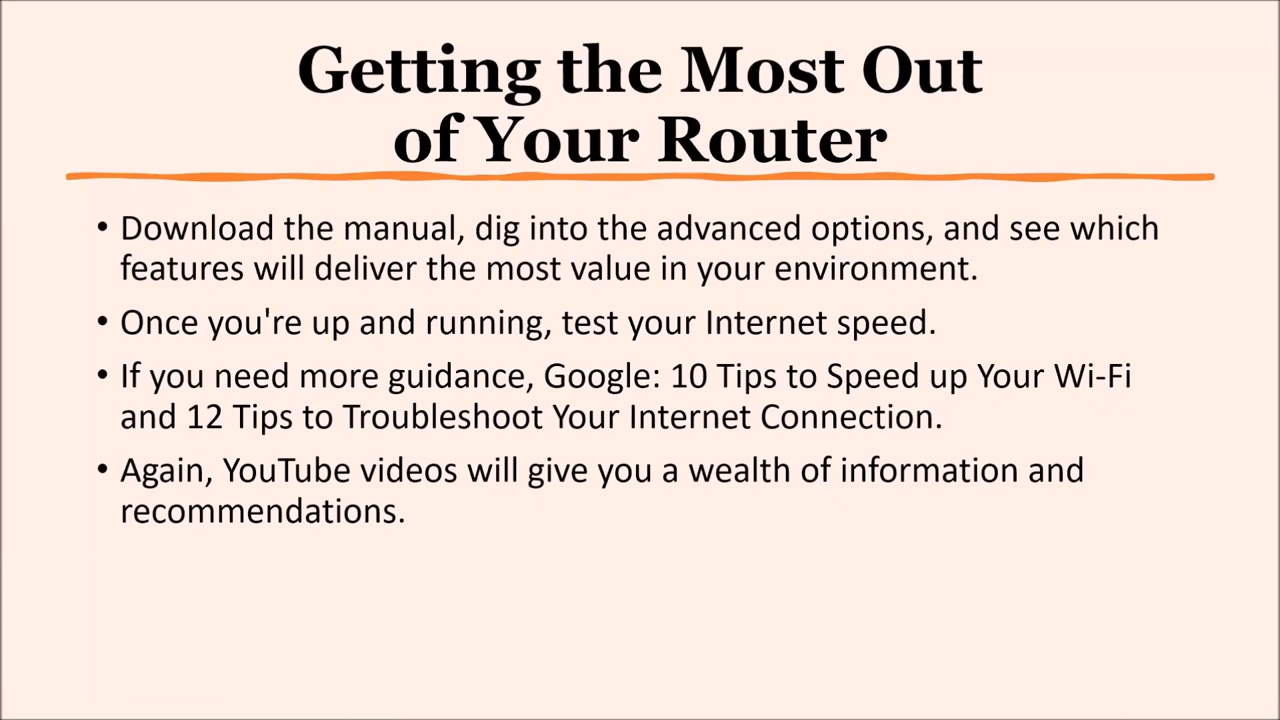 Getting the Most Out
of Your Router
• Download the manual, dig into the advanced options, and see which
features will deliver the most value in your environment.
• Once you're up and running, test your Internet speed.
• If you need more guidance, Google: 10 Tips to Speed up Your Wi-Fi
and 12 Tips to Troubleshoot Your Internet Connection.
• Again, YouTube videos will give you a wealth of information and
recommendations.